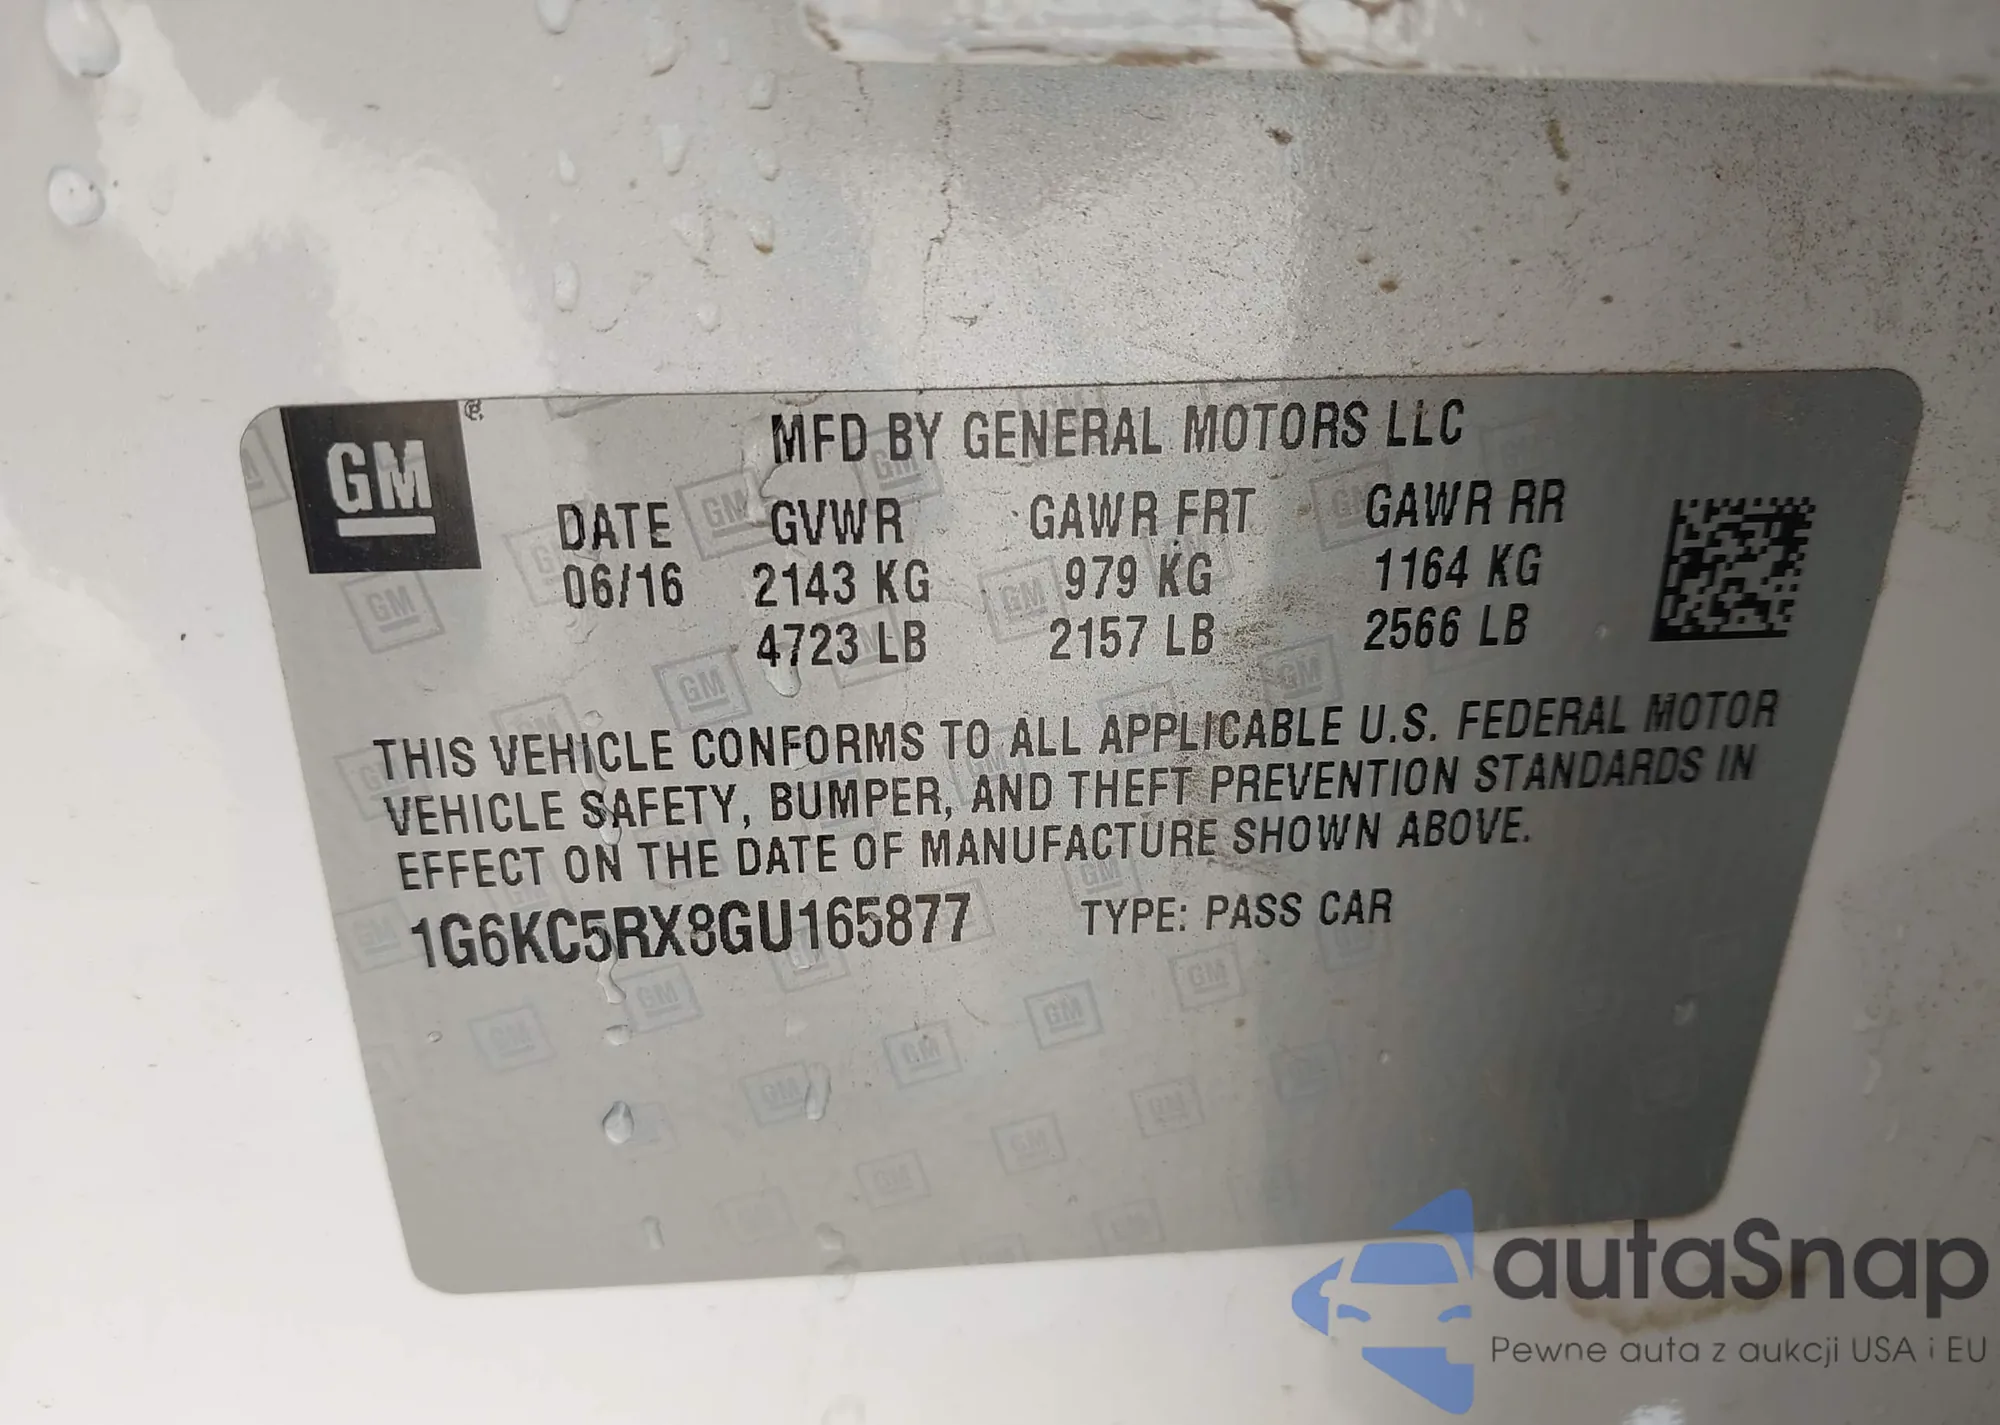 GM
MFD BY GENERAL MOTORS LLC
DATE GVWR GAWR FRT GAWR RR
06/16 2143 KG 979 KG 1164 KG
4723 LB 2157 LB 2566 LB
THIS VEHICLE CONFORMS TO ALL APPLICABLE U.S. FEDERAL MOTOR
VEHICLE SAFETY, BUMPER, AND THEFT PREVENTION STANDARDS IN
EFFECT ON THE DATE OF MANUFACTURE SHOWN ABOVE.
1G6KC5RX8GU165877 TYPE: PASS CAR
autaSnap
Pewne auta z aukcji USA i EU